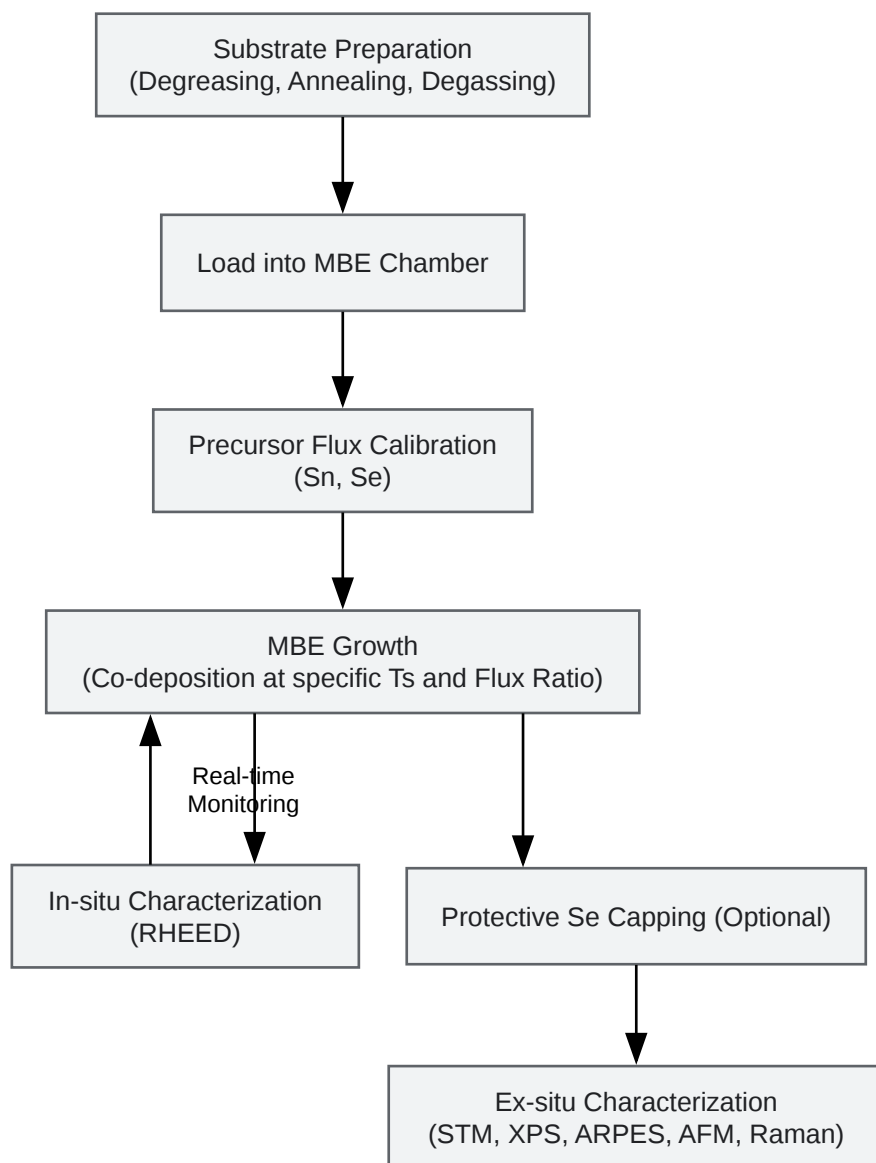 Substrate Preparation
(Degreasing, Annealing, Degassing)
Load into MBE Chamber
Precursor Flux Calibration
(Sn, Se)
MBE Growth
(Co-deposition at specific Ts and Flux Ratio)
Real-time
Monitoring
In-situ Characterization
(RHEED)
Protective Se Capping (Optional)
Ex-situ Characterization
(STM, XPS, ARPES, AFM, Raman)